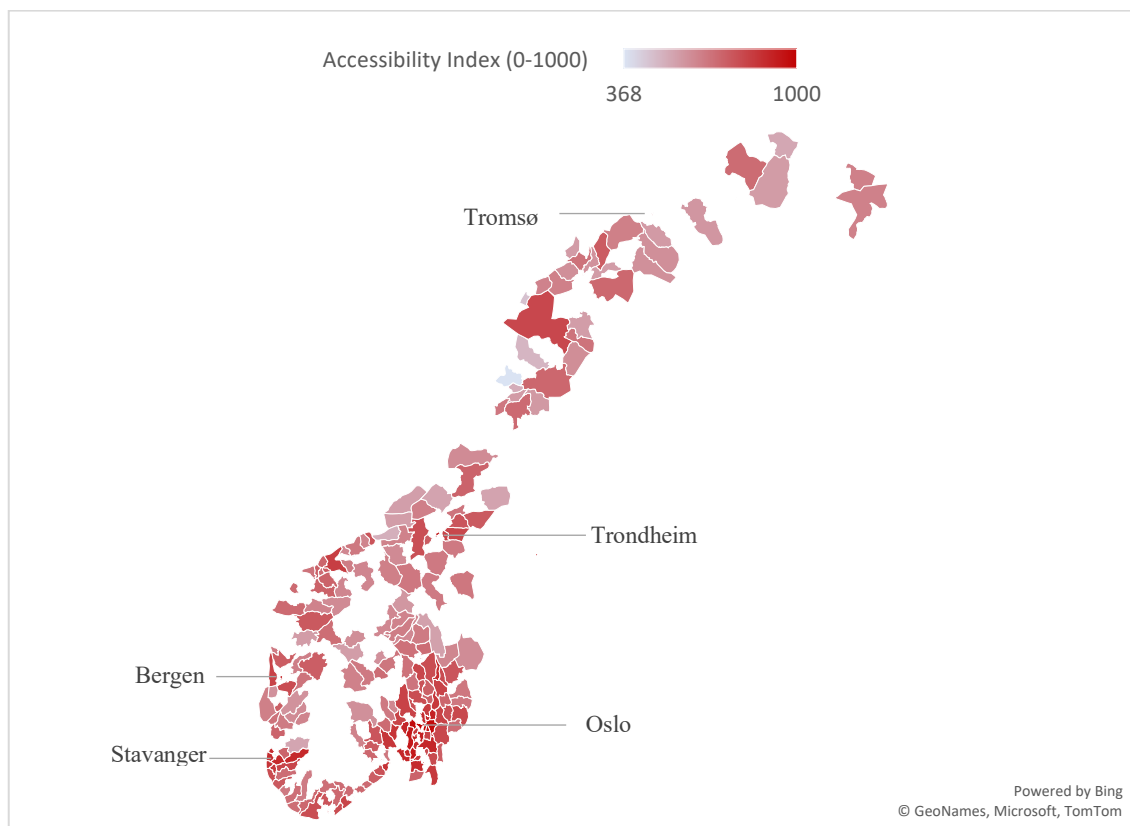 Accessibility Index (0-1000)
368 1000
Tromsø
Trondheim
Bergen
Oslo
Stavanger
Powered by Bing
© GeoNames, Microsoft, TomTom